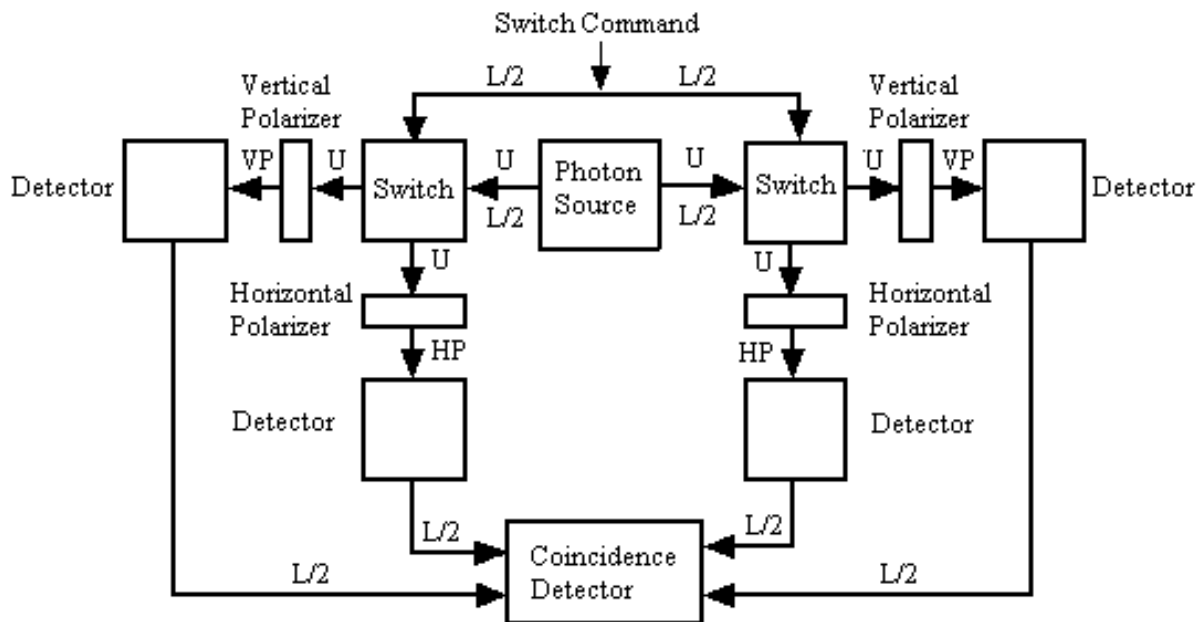 Switch Command
L/2
L/2
Vertical
Polarizer
Vertical
Polarizer
VP
U
U
U
U
VP
Detector
Switch
Photon
Source
Switch
Detector
L/2
L/2
U
U
Horizontal
Polarizer
Horizontal
Polarizer
HP
HP
Detector
Detector
L/2
L/2
Coincidence
Detector
L/2
L/2